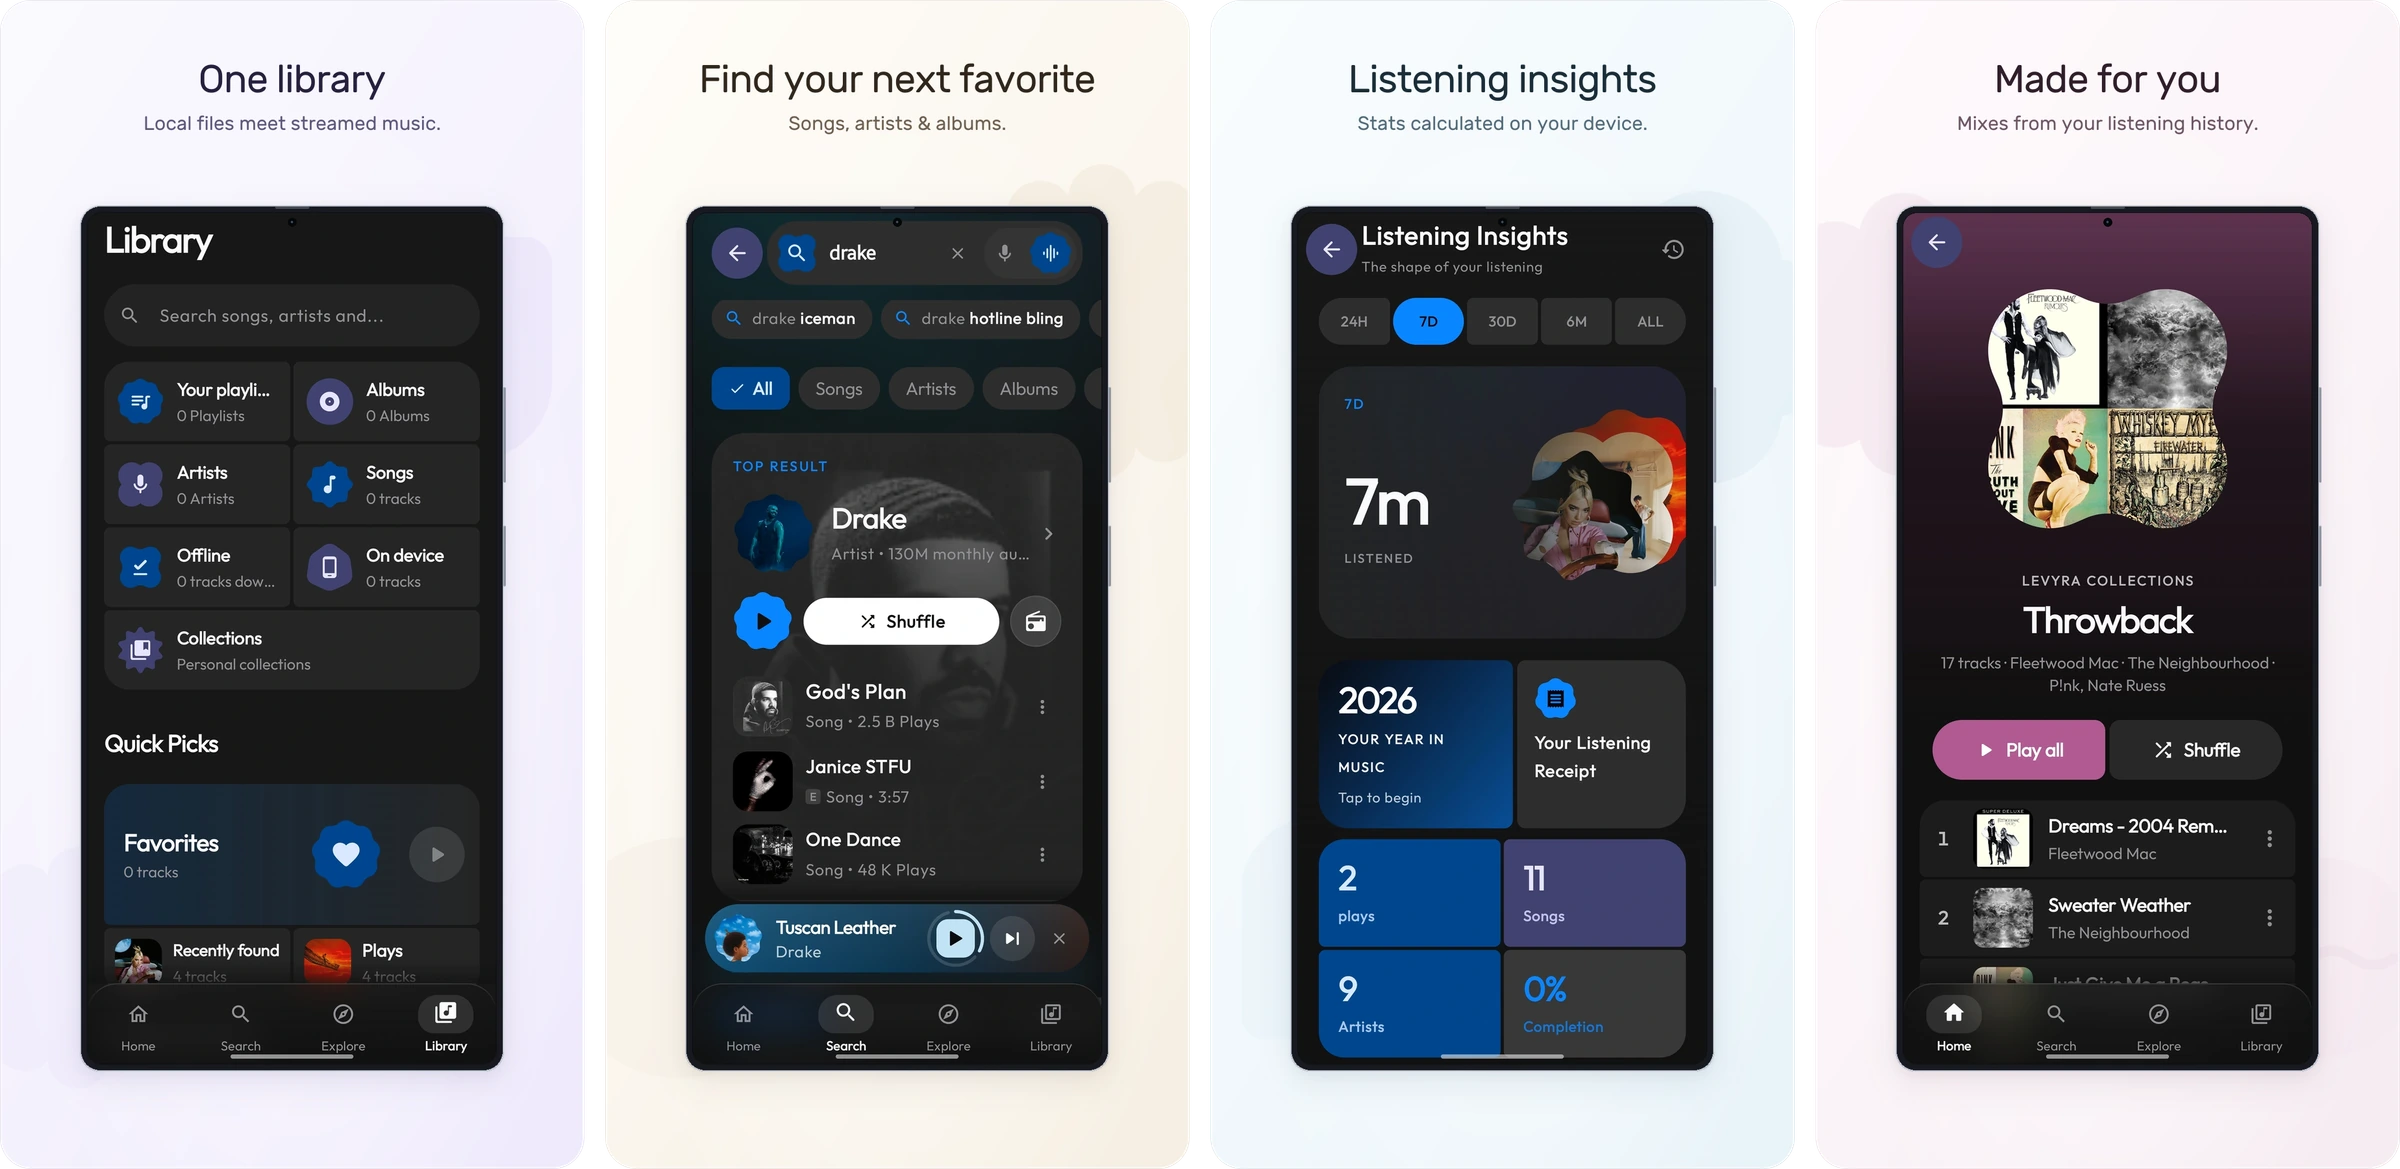 One library
Local files meet streamed music.
Library
Search songs, artists and...
Your playli...
0 Playlists
Albums
0 Albums
Artists
0 Artists
Songs
0 tracks
Offline
0 tracks dow...
On device
0 tracks
Collections
Personal collections
Quick Picks
Favorites
0 tracks
Recently found
4 tracks
Plays
4 tracks
Home
Search
Explore
Library
Find your next favorite
Songs, artists & albums.
drake
drake iceman
drake hotline bling
All
Songs
Artists
Albums
TOP RESULT
Drake
Artist • 130M monthly au...
Shuffle
God's Plan
Song • 2.5 B Plays
Janice STFU
E Song • 3:57
One Dance
Song • 48 K Plays
Tuscan Leather
Drake
Home
Search
Explore
Library
Listening insights
Stats calculated on your device.
Listening Insights
The shape of your listening
24H
7D
30D
6M
ALL
7D
7m
LISTENED
2026
YOUR YEAR IN
MUSIC
Tap to begin
Your Listening
Receipt
2
plays
11
Songs
9
Artists
0%
Completion
Made for you
Mixes from your listening history.
FLEETWOOD MAC
RUMOURS
WHISKEY MYE
FIREWATER
LEVYRA COLLECTIONS
Throwback
17 tracks · Fleetwood Mac · The Neighbourhood ·
P!nk, Nate Ruess
Play all
Shuffle
1
SUPER DELUXE
Dreams - 2004 Rem...
Fleetwood Mac
2
Sweater Weather
The Neighbourhood
Home
Search
Explore
Library